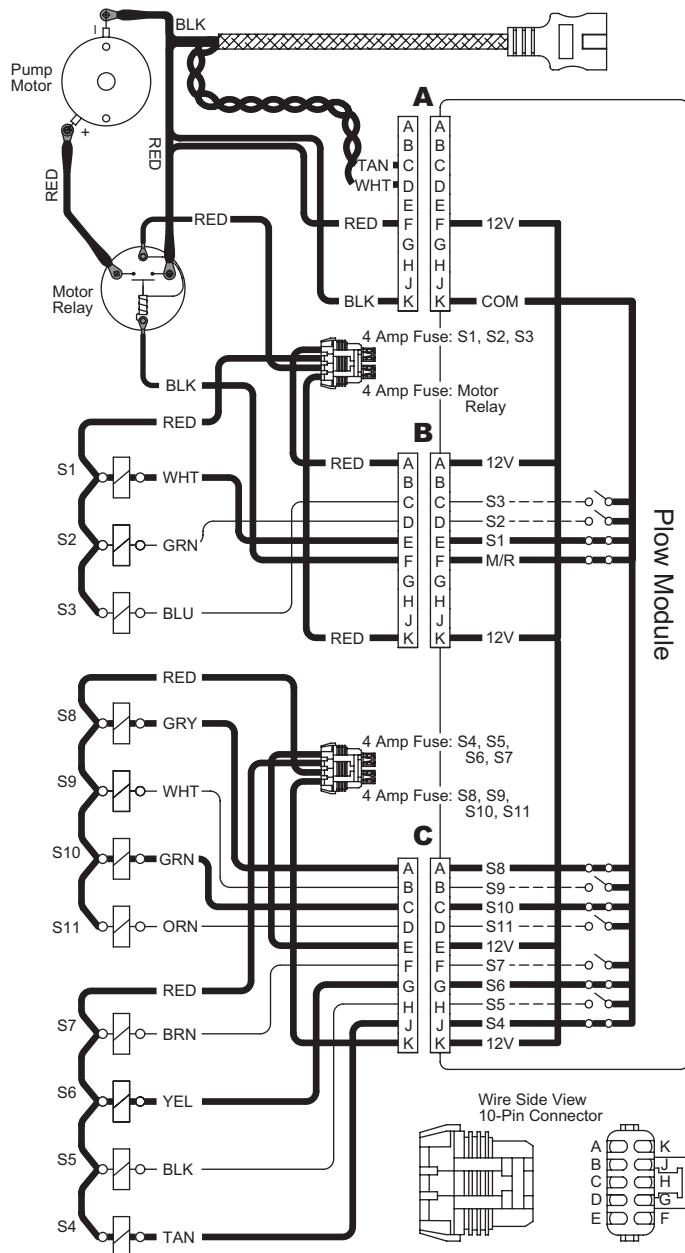 BLK
Pump
Motor
–
+
RED
RED
A
A A
B B
TAN C C
WHT D D
E E
RED RED F F 12V
G G
H H
J J
BLK K K COM
Motor
Relay
4 Amp Fuse: S1, S2, S3
BLK
4 Amp Fuse: Motor
Relay
RED
B
S1 WHT RED A A 12V
B B
C C S3
S2 GRN D D S2
E E S1
F F M/R
G G
H H
S3 BLU J J
RED K K 12V
Plow Module
RED
S8 GRY
4 Amp Fuse: S4, S5,
S6, S7
S9 WHT
4 Amp Fuse: S8, S9,
S10, S11
C
S10 GRN A A S8
B B S9
C C S10
S11 ORN D D S11
E E 12V
F F S7
RED G G S6
H H S5
S7 BRN J J S4
K K 12V
S6 YEL
S5 BLK
S4 TAN
Wire Side View
10-Pin Connector
A K
B J
C H
D G
E F